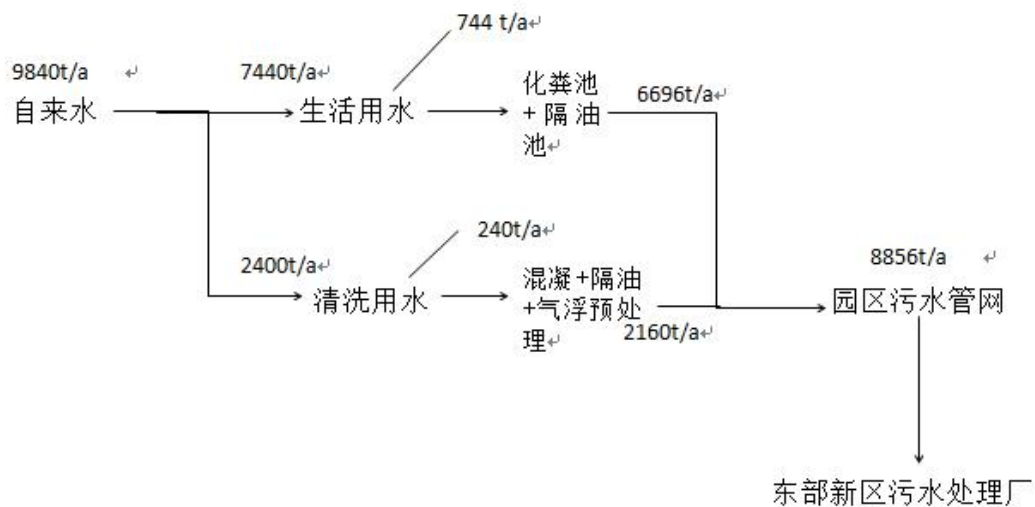 744 t/a↵
9840t/a ↵
7440t/a↵
自来水
生活用水
化粪池
+ 隔 油
池↵
6696t/a↵
240t/a↵
2400t/a↵
清洗用水
混凝+隔油
+气浮预处
理↵
2160t/a↵
8856t/a ↵
园区污水管网
东部新区污水处理厂